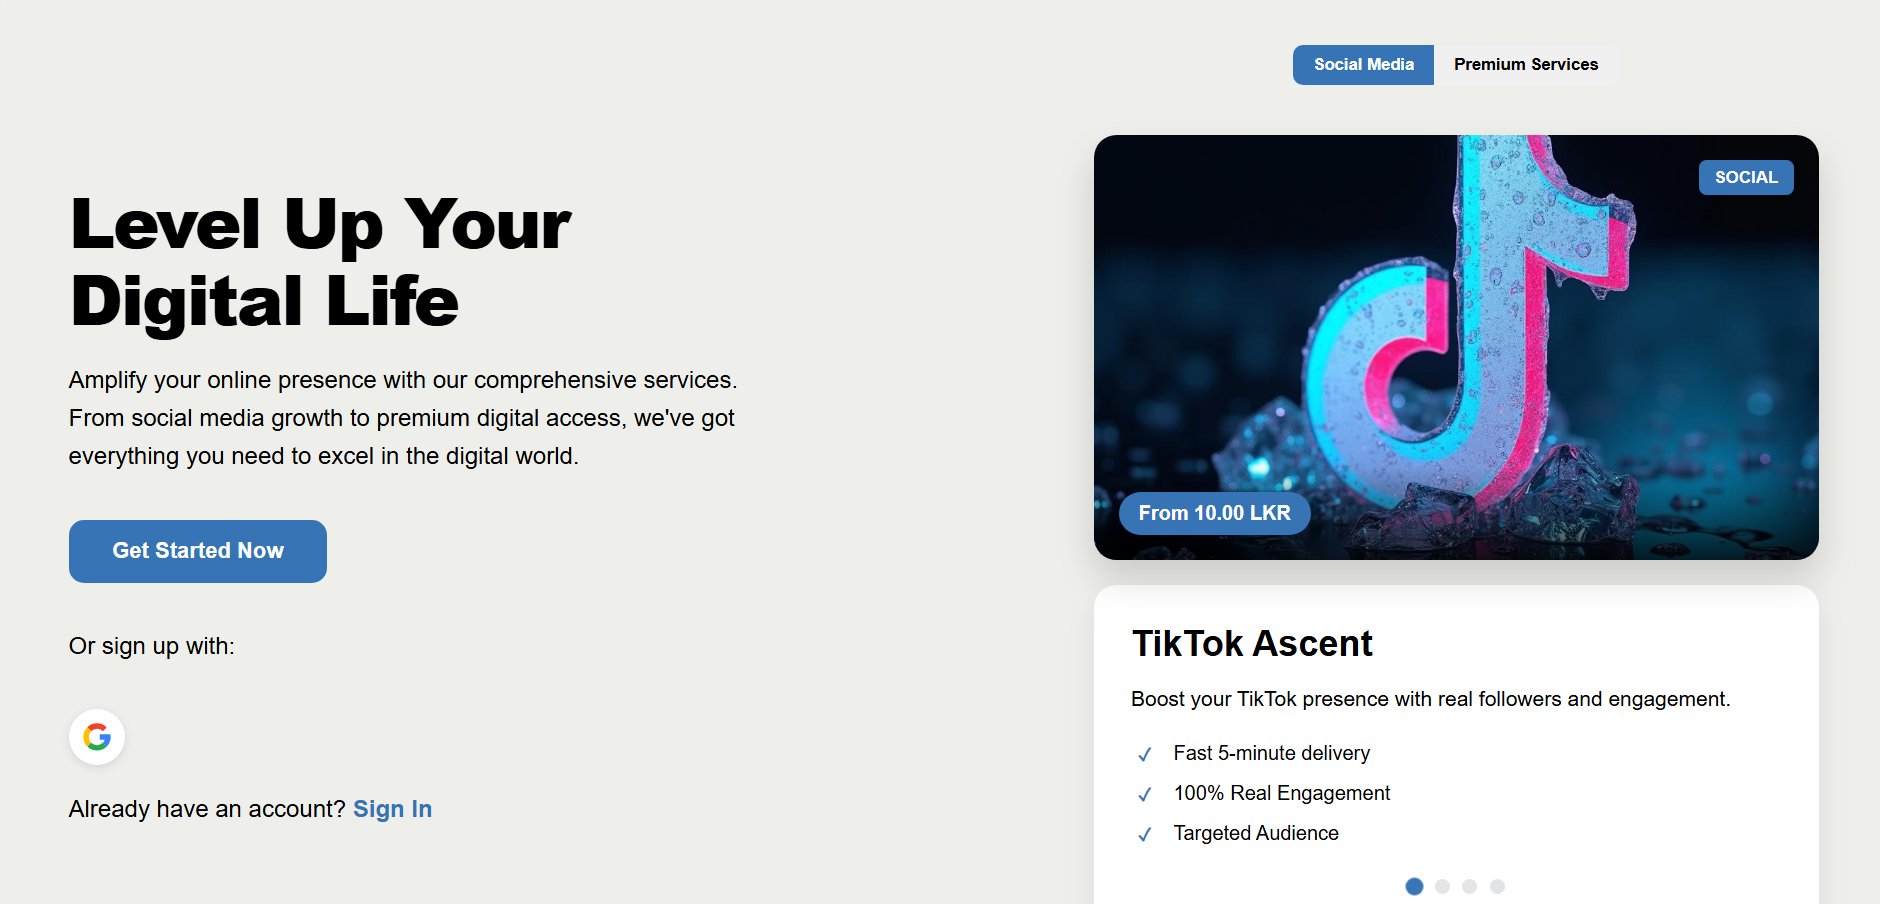 Social Media
Premium Services
Level Up Your
Digital Life
Amplify your online presence with our comprehensive services.
From social media growth to premium digital access, we've got
everything you need to excel in the digital world.
Get Started Now
Or sign up with:
Already have an account? Sign In
SOCIAL
From 10.00 LKR
TikTok Ascent
Boost your TikTok presence with real followers and engagement.
Fast 5-minute delivery
100% Real Engagement
Targeted Audience